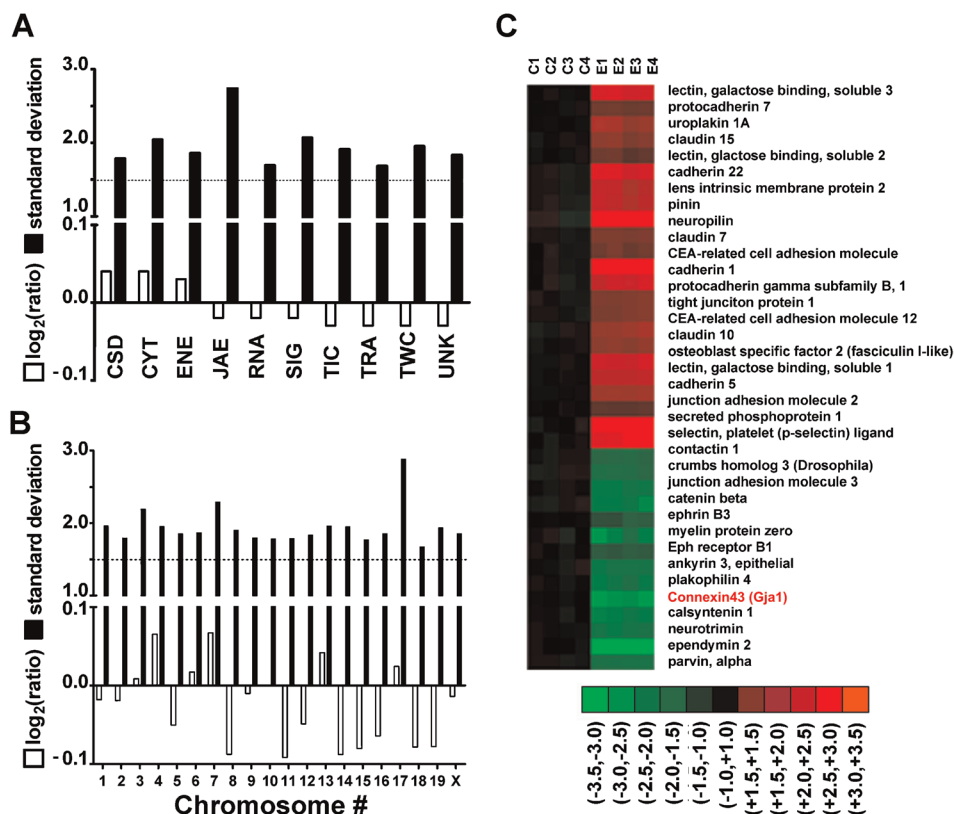 A
3.0
2.0
1.0
0.1
0.0
-0.1
log2(ratio) standard deviation
CSD
CYT
ENE
JAE
RNA
SIG
TIC
TRA
TWC
UNK
B
3.0
2.0
1.0
0.1
0.0
-0.1
log2(ratio) standard deviation
1 2 3 4 5 6 7 8 9 10 11 12 13 14 15 16 17 18 19 X
Chromosome #
C
C1 C2 C3 C4 E1 E2 E3 E4
lectin, galactose binding, soluble 3
protocadherin 7
uroplakin 1A
claudin 15
lectin, glactose binding, soluble 2
cadherin 22
lens intrinsic membrane protein 2
pinin
neuropilin
claudin 7
CEA-related cell adhesion molecule
cadherin 1
protocadherin gamma subfamily B, 1
tight junciton protein 1
CEA-related cell adhesion molecule 12
claudin 10
osteoblast specific factor 2 (fasciculin I-like)
lectin, galactose binding, soluble 1
cadherin 5
junction adhesion molecule 2
secreted phosphoprotein 1
selectin, platelet (p-selectin) ligand
contactin 1
crumbs homolog 3 (Drosophila)
junction adhesion molecule 3
catenin beta
ephrin B3
myelin protein zero
Eph receptor B1
ankyrin 3, epithelial
plakophilin 4
Connexin43 (Gja1)
calsyntenin 1
neurotrimin
ependymin 2
parvin, alpha
(-3.5,-3.0)
(-3.0,-2.5)
(-2.5,-2.0)
(-2.0,-1.5)
(-1.5,-1.0)
(-1.0,+1.0)
(+1.5,+1.5)
(+1.5,+2.0)
(+2.0,+2.5)
(+2.5,+3.0)
(+3.0,+3.5)